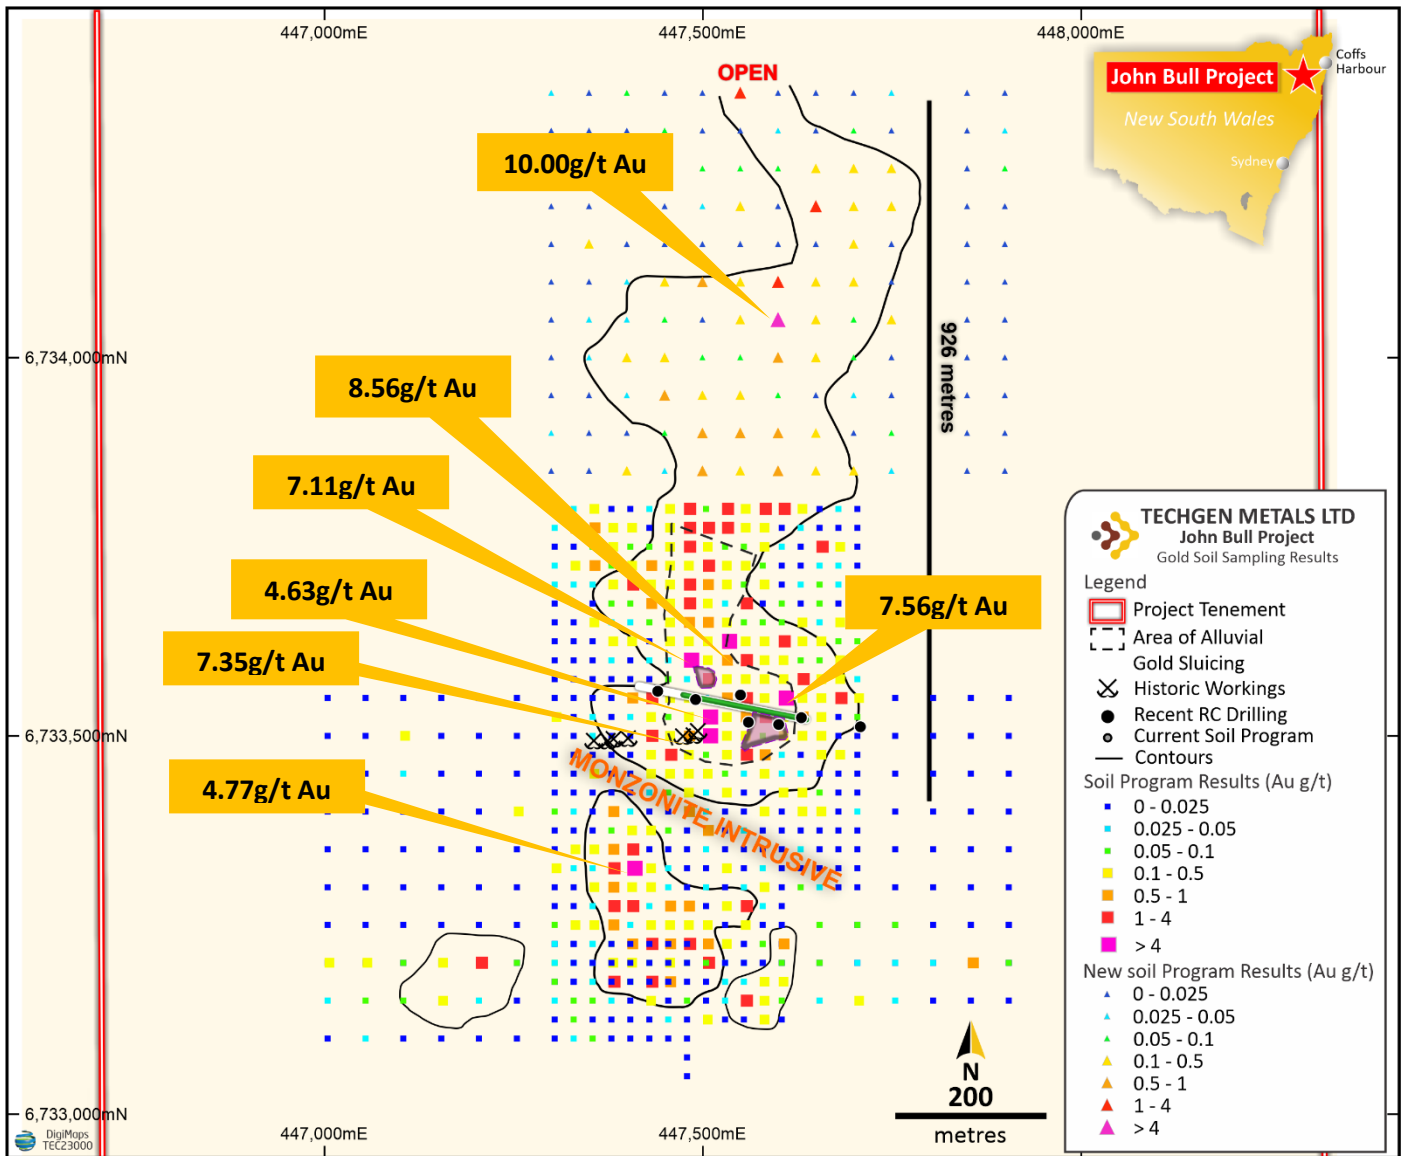 447,000mE
447,500mE
448,000mE
OPEN
Coffs
Harbour
John Bull Project
New South Wales
Sydney
10.00g/t Au
6,734,000mN
926 metres
8.56g/t Au
7.11g/t Au
4.63g/t Au
7.56g/t Au
7.35g/t Au
6,733,500mN
4.77g/t Au
MONZONITE INTRUSIVE
TECHGEN METALS LTD
John Bull Project
Gold Soil Sampling Results
Legend
Project Tenement
Area of Alluvial
Gold Sluicing
Historic Workings
Recent RC Drilling
Current Soil Program
Contours
Soil Program Results (Au g/t)
0 - 0.025
0.025 - 0.05
0.05 - 0.1
0.1 - 0.5
0.5 - 1
1 - 4
> 4
New soil Program Results (Au g/t)
0 - 0.025
0.025 - 0.05
0.05 - 0.1
0.1 - 0.5
0.5 - 1
1 - 4
> 4
N
200
metres
6,733,000mN
DigiMaps
TEC23000
447,000mE
447,500mE